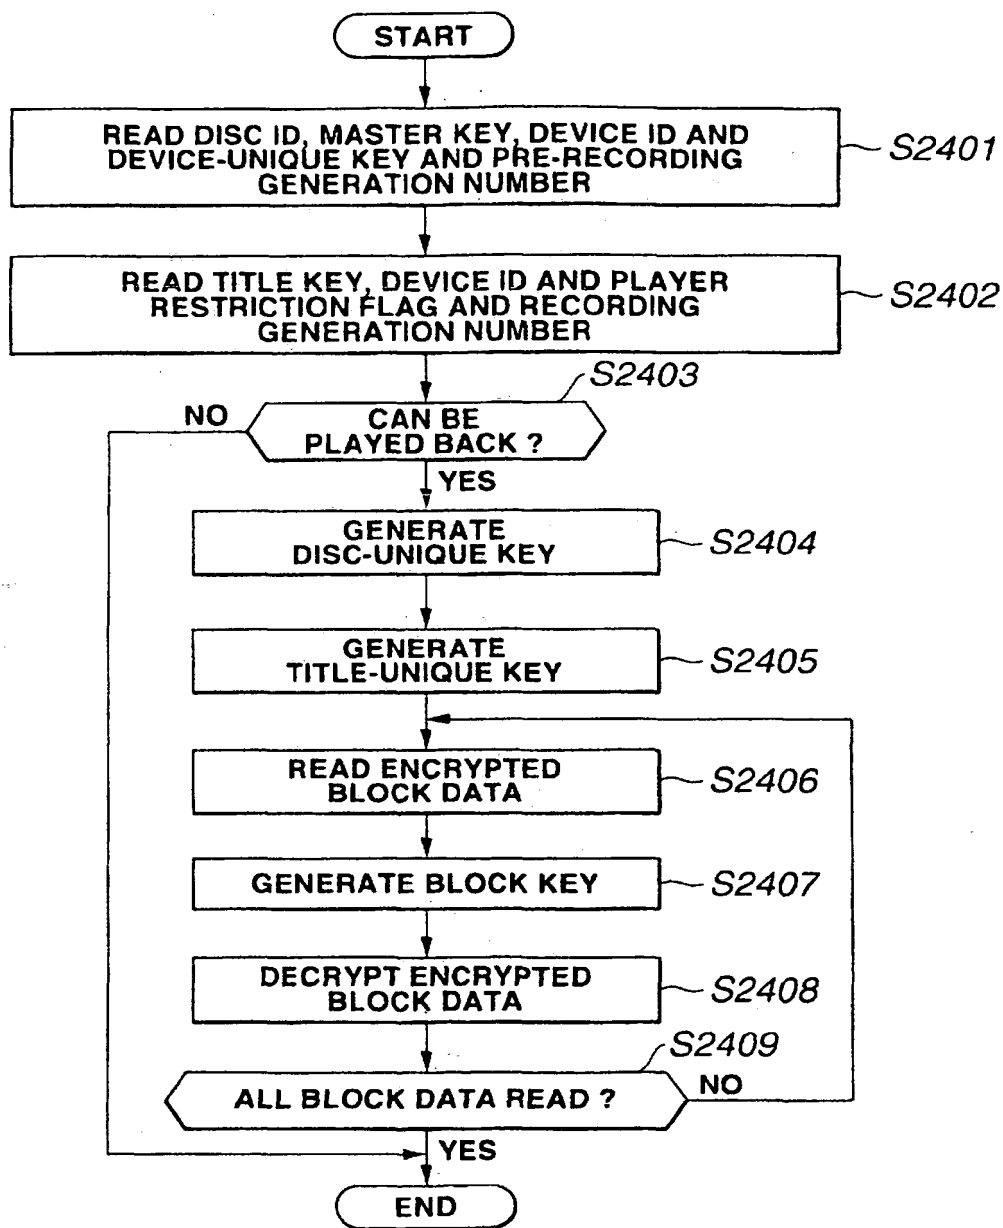 START
READ DISC ID, MASTER KEY, DEVICE ID AND
DEVICE-UNIQUE KEY AND PRE-RECORDING
GENERATION NUMBER
S2401
READ TITLE KEY, DEVICE ID AND PLAYER
RESTRICTION FLAG AND RECORDING
GENERATION NUMBER
S2402
S2403
NO
CAN BE
PLAYED BACK ?
YES
GENERATE
DISC-UNIQUE KEY
S2404
GENERATE
TITLE-UNIQUE KEY
S2405
READ ENCRYPTED
BLOCK DATA
S2406
GENERATE BLOCK KEY
S2407
DECRYPT ENCRYPTED
BLOCK DATA
S2408
S2409
ALL BLOCK DATA READ ?
NO
YES
END